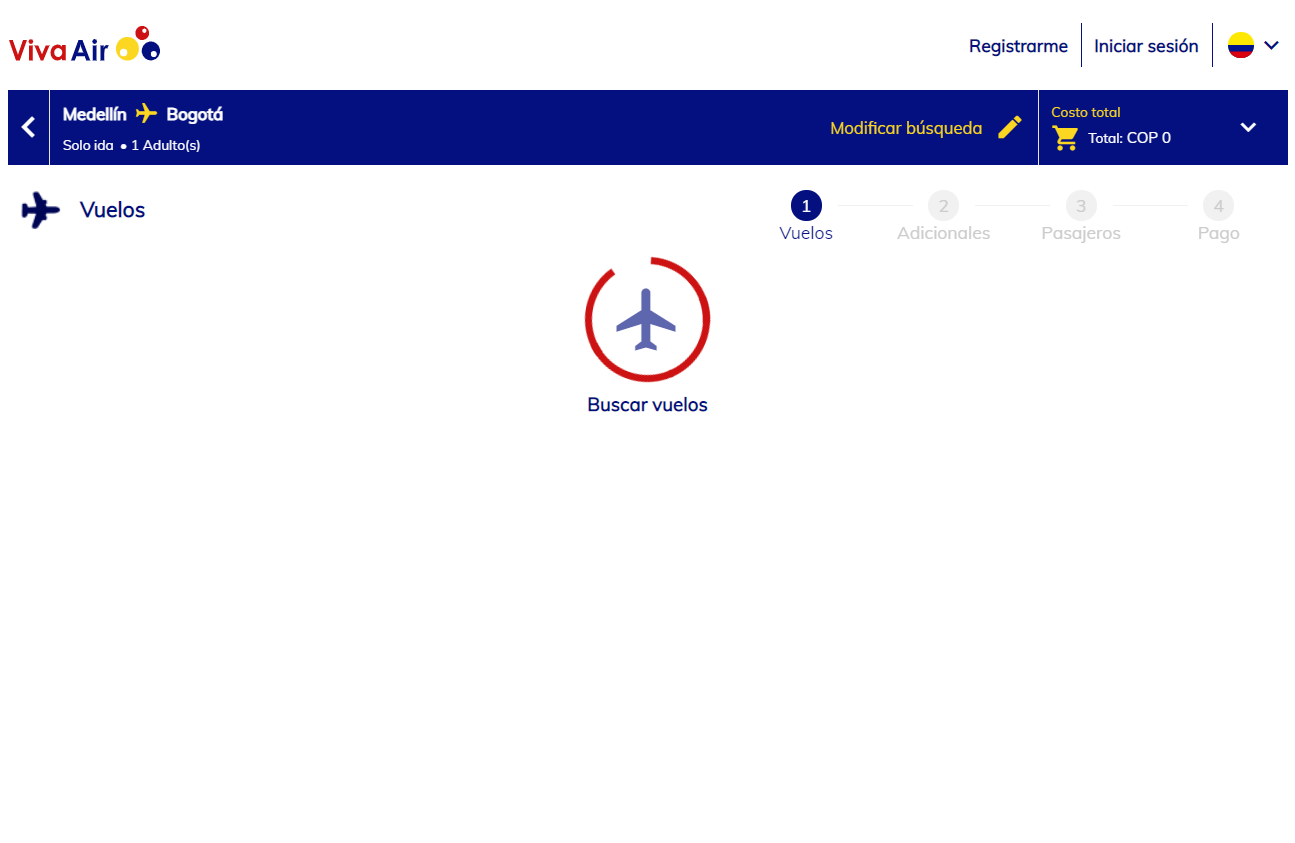 Viva Air
Registrarme
Iniciar sesión
Medellín Bogotá
Solo ida • 1 Adulto(s)
Modificar búsqueda
Costo total
Total: COP 0
Vuelos
1 2 3 4
Vuelos Adicionales Pasajeros Pago
Buscar vuelos